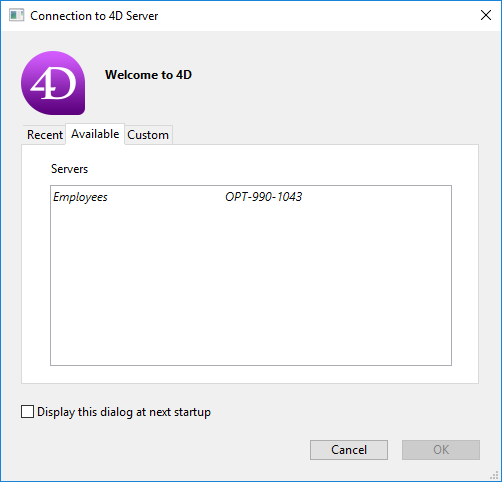 Connection to 4D Server
4D
Welcome to 4D
Recent Available Custom
Servers
Employees OPT-990-1043
Display this dialog at next startup
Cancel OK